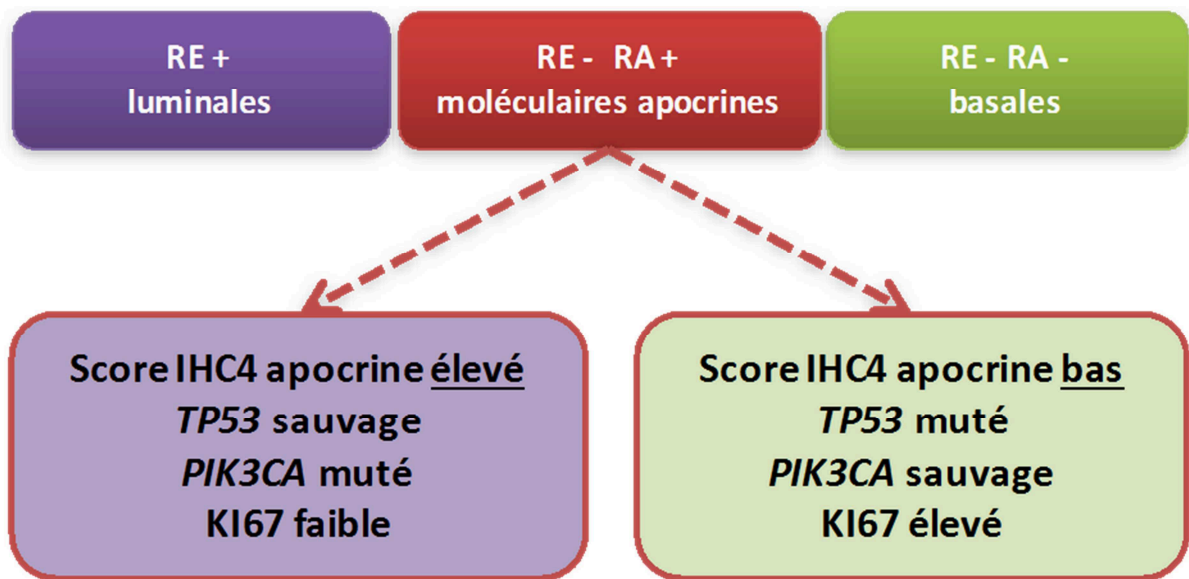 RE +
luminales
RE - RA +
moléculaires apocrines
RE - RA -
basales
Score IHC4 apocrine élevé
TP53 sauvage
PIK3CA muté
KI67 faible
Score IHC4 apocrine bas
TP53 muté
PIK3CA sauvage
KI67 élevé